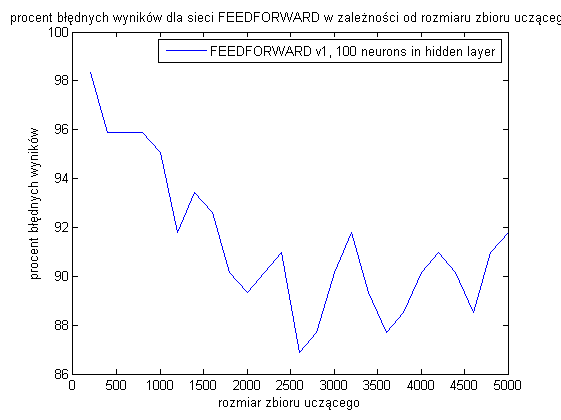 procent błędnych wyników dla sieci FEEDFORWARD w zależności od rozmiaru zbioru uczące
FEEDFORWARD v1, 100 neurons in hidden layer
procent błędnych wyników
100
98
96
94
92
90
88
86
0 500 1000 1500 2000 2500 3000 3500 4000 4500 5000
rozmiar zbioru uczącego